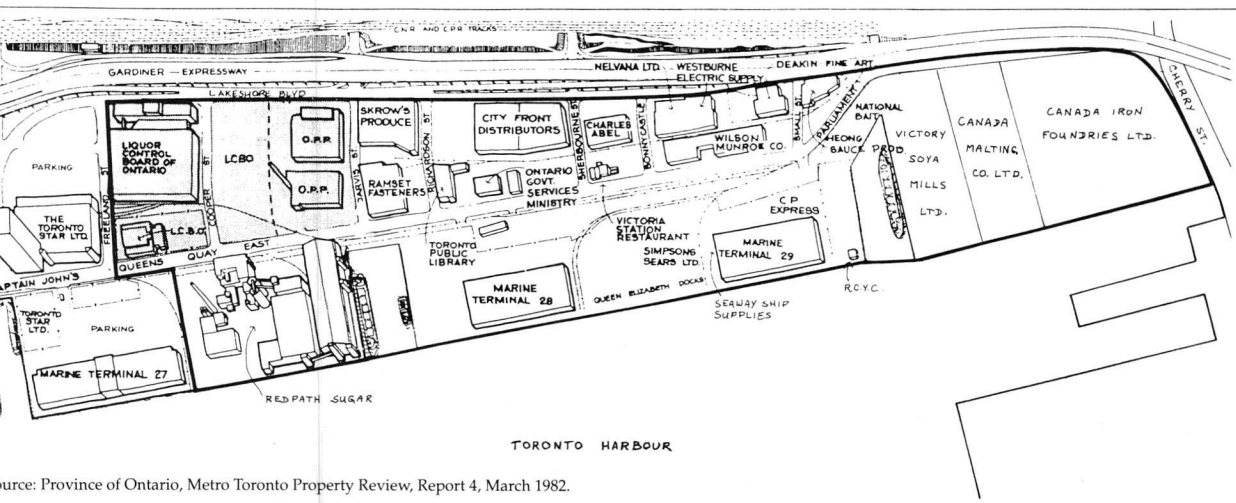 C.N.R. AND C.P.R. TRACKS
GARDINER EXPRESSWAY
LAKESHORE BLVD
NELVANA LTD.
WESTBURNE
ELECTRIC SUPPLY
DEAKIN FINE ART
CHERRY ST.
PARKING
FREELAND ST
LIQUOR
CONTROL
BOARD OF
ONTARIO
COOPER ST
LCBO
O.P.P.
O.P.P.
JARVIS ST
SKROW'S
PRODUCE
RAMSET
FASTENERS
RICHARDSON ST
CITY FRONT
DISTRIBUTORS
SHERBOURNE ST
CHARLES
ABEL
BONNYCASTLE
WILSON
MUNROE CO.
SMALL ST.
PARLIAMENT
NATIONAL
BAIT
HEONG
SAUCE PROD.
VICTORY
SOYA
MILLS
LTD.
CANADA
MALTING
CO. LTD.
CANADA IRON
FOUNDRIES LTD.
THE
TORONTO
STAR LTD
L.C.B.O.
QUEENS QUAY EAST
ONTARIO
GOVT.
SERVICES
MINISTRY
TORONTO
PUBLIC
LIBRARY
VICTORIA
STATION
RESTAURANT
SIMPSONS
SEARS LTD.
C P
EXPRESS
MARINE
TERMINAL 29
R.C.Y.C.
MARINE
TERMINAL 28
QUEEN ELIZABETH DOCKS
SEAWAY SHIP
SUPPLIES
APTAIN JOHN'S
TORONTO
STAR
LTD.
PARKING
MARINE TERMINAL 27
REDPATH SUGAR
TORONTO HARBOUR
ource: Province of Ontario, Metro Toronto Property Review, Report 4, March 1982.